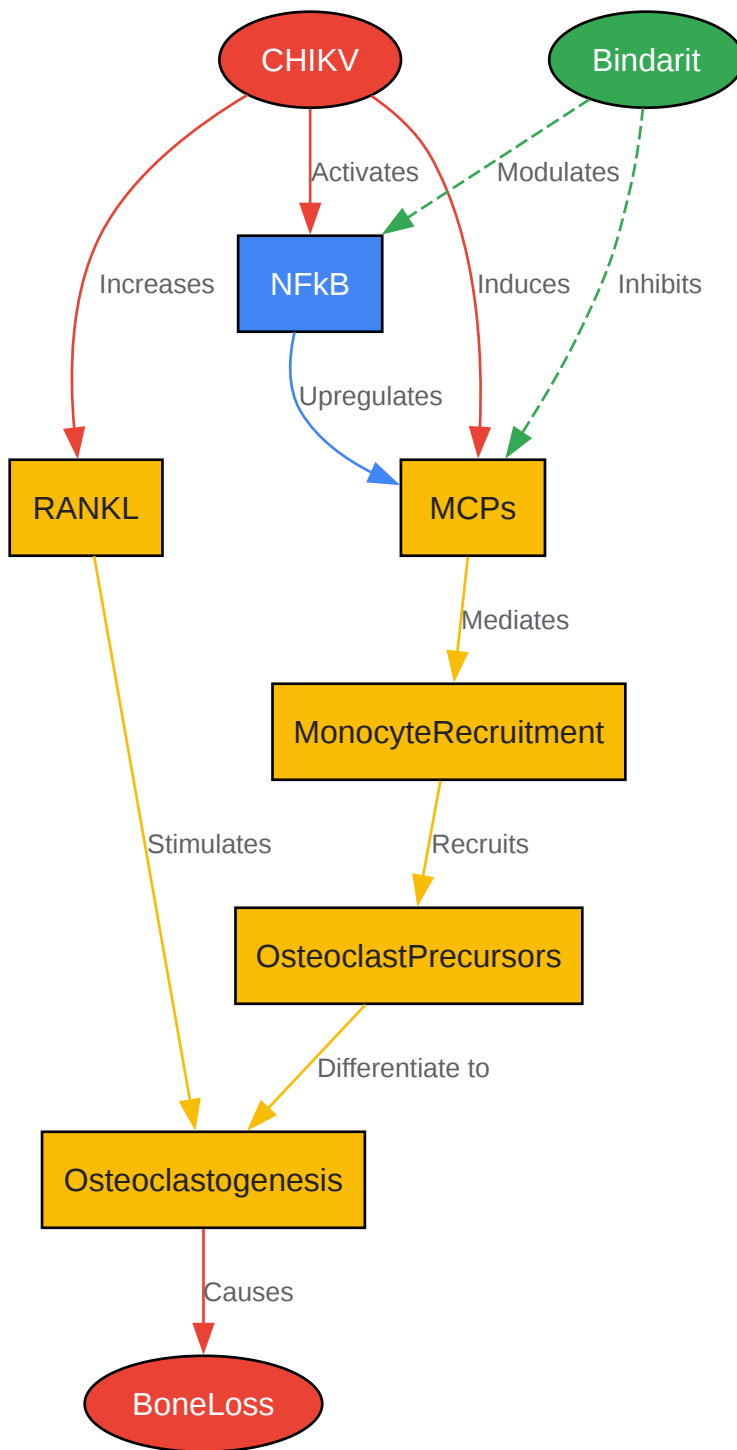 CHIKV
Bindarit
Activates
Modulates
Increases
NFkB
Induces
Inhibits
Upregulates
RANKL
MCPs
Mediates
MonocyteRecruitment
Stimulates
Recruits
OsteoclastPrecursors
Differentiate to
Osteoclastogenesis
Causes
BoneLoss